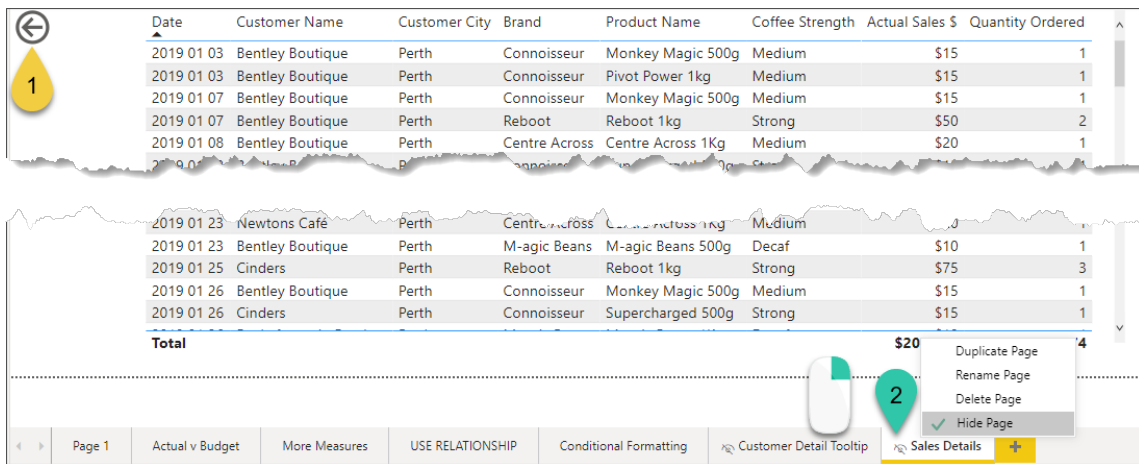 Date Customer Name Customer City Brand Product Name Coffee Strength Actual Sales $ Quantity Ordered
1
2019 01 03 Bentley Boutique Perth Connoisseur Monkey Magic 500g Medium $15 1
2019 01 03 Bentley Boutique Perth Connoisseur Pivot Power 1kg Medium $15 1
2019 01 07 Bentley Boutique Perth Connoisseur Monkey Magic 500g Medium $15 1
2019 01 07 Bentley Boutique Perth Reboot Reboot 1kg Strong $50 2
2019 01 08 Bentley Boutique Perth Centre Across Centre Across 1Kg Medium $20 1
2019 01 23 Newtons Café Perth Centre Across Centre Across 1Kg Medium 1
2019 01 23 Bentley Boutique Perth M-agic Beans M-agic Beans 500g Decaf $10 1
2019 01 25 Cinders Perth Reboot Reboot 1kg Strong $75 3
2019 01 26 Bentley Boutique Perth Connoisseur Monkey Magic 500g Medium $15 1
2019 01 26 Cinders Perth Connoisseur Supercharged 500g Strong $15 1
Total $20
Duplicate Page
Rename Page
Delete Page
Hide Page
2
Page 1 Actual v Budget More Measures USE RELATIONSHIP Conditional Formatting Customer Detail Tooltip Sales Details +